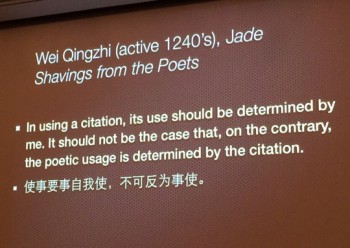 Wei Qingzhi (active 1240's), Jade
Shavings from the Poets
▪ In using a citation, its use should be determined by
me. It should not be the case that, on the contrary,
the poetic usage is determined by the citation.
▪ 使事要事自我使，不可反为事使。